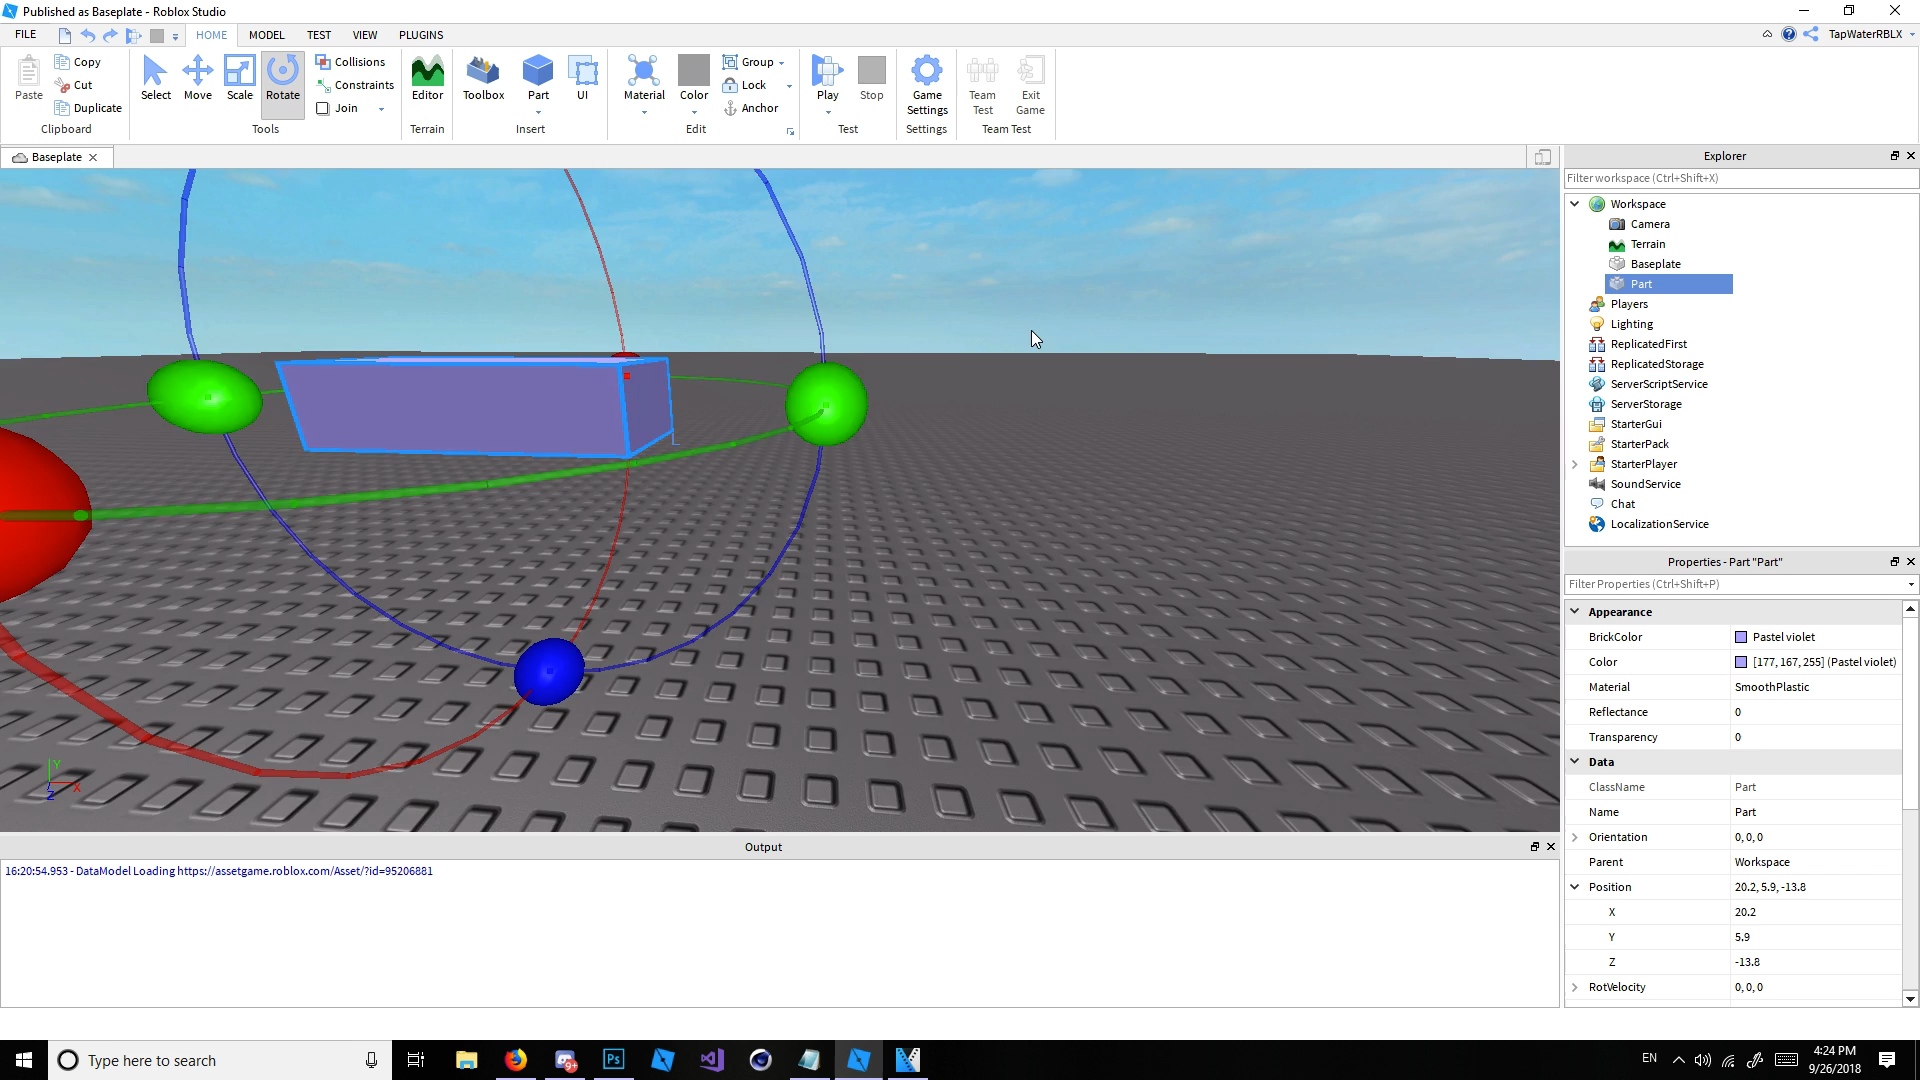 Published as Baseplate - Roblox Studio
FILE HOME MODEL TEST VIEW PLUGINS TapWaterRBLX
Paste Copy Cut Duplicate
Clipboard
Select Move Scale Rotate Collisions Constraints Join
Tools
Editor
Terrain
Toolbox Part UI
Insert
Material Color Group Lock Anchor
Edit
Play Stop
Test
Game Settings
Settings
Team Test Exit Game
Team Test
Baseplate
Explorer
Filter workspace (Ctrl+Shift+X)
Workspace
Camera
Terrain
Baseplate
Part
Players
Lighting
ReplicatedFirst
ReplicatedStorage
ServerScriptService
ServerStorage
StarterGui
StarterPack
StarterPlayer
SoundService
Chat
LocalizationService
Properties - Part "Part"
Filter Properties (Ctrl+Shift+P)
Appearance
BrickColor Pastel violet
Color [177, 167, 255] (Pastel violet)
Material SmoothPlastic
Reflectance 0
Transparency 0
Data
ClassName Part
Name Part
Orientation 0, 0, 0
Parent Workspace
Position 20.2, 5.9, -13.8
X 20.2
Y 5.9
Z -13.8
RotVelocity 0, 0, 0
L
Y
X
Z
Output
16:20:54.953 - DataModel Loading https://assetgame.roblox.com/Asset/?id=95206881
Type here to search
9+
Ps
EN
4:24 PM
9/26/2018